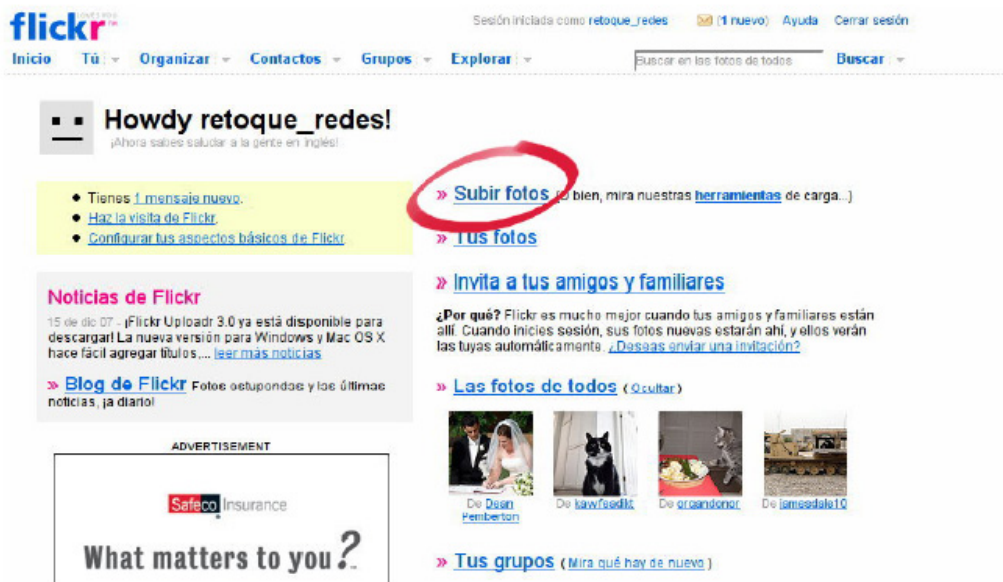 flickr LOVES YOU
Sesión iniciada como retoque_redes (1 nuevo) Ayuda Cerrar sesión
Inicio Tú Organizar Contactos Grupos Explorar Buscar en las fotos de todos Buscar
Howdy retoque_redes!
¡Ahora sabes saludar a la gente en inglés!
Tienes 1 mensaje nuevo.
Haz la visita de Flickr.
Configurar tus aspectos básicos de Flickr
Noticias de Flickr
15 de dic 07 - ¡Flickr Uploadr 3.0 ya está disponible para
descargar! La nueva versión para Windows y Mac OS X
hace fácil agregar títulos,... leer más noticias
» Blog de Flickr Fotos estupendas y las últimas
noticias, ¡a diario!
ADVERTISEMENT
Safeco Insurance
What matters to you?
» Subir fotos (O bien, mira nuestras herramientas de carga...)
» Tus fotos
» Invita a tus amigos y familiares
¿Por qué? Flickr es mucho mejor cuando tus amigos y familiares están
allí. Cuando inicies sesión, sus fotos nuevas estarán ahí, y ellos verán
las tuyas automáticamente. ¿Deseas enviar una invitación?
» Las fotos de todos (Ocultar)
De Dean
Pemberton
De kawfeedikt
De organdonor
De jamesdale10
» Tus grupos (Mira qué hay de nuevo)